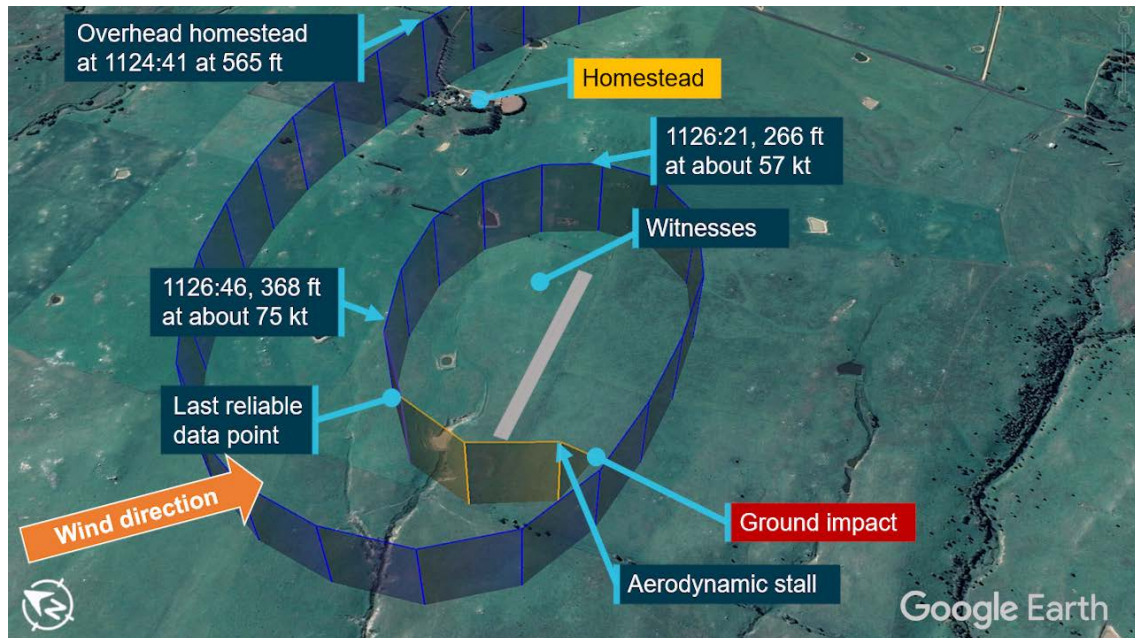 Overhead homestead
at 1124:41 at 565 ft
Homestead
1126:21, 266 ft
at about 57 kt
Witnesses
1126:46, 368 ft
at about 75 kt
Last reliable
data point
Wind direction
Ground impact
Aerodynamic stall
N
Google Earth